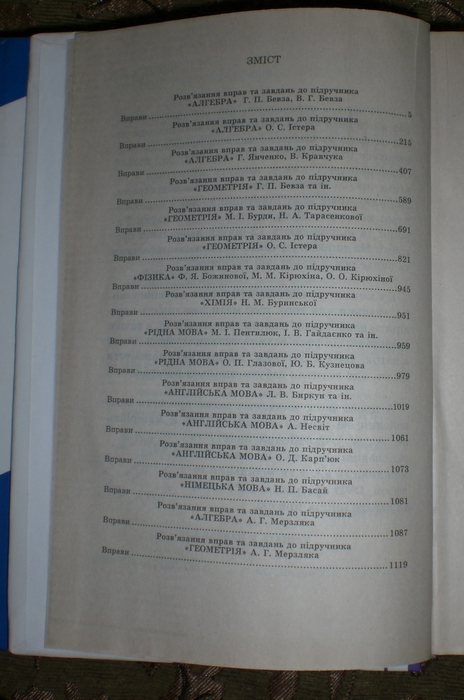 ЗМІСТ
Розв'язання вправ та завдань до підручника
«АЛГЕБРА» Г. П. Бевза, В. Г. Бевза
Вправи 5
Розв'язання вправ та завдань до підручника
«АЛГЕБРА» О. С. Істера
Вправи 215
Розв'язання вправ та завдань до підручника
«АЛГЕБРА» Г. Янченко, В. Кравчука
Вправи 407
Розв'язання вправ та завдань до підручника
«ГЕОМЕТРІЯ» Г. П. Бевза та ін.
Вправи 589
Розв'язання вправ та завдань до підручника
«ГЕОМЕТРІЯ» М. І. Бурди, Н. А. Тарасенкової
Вправи 691
Розв'язання вправ та завдань до підручника
«ГЕОМЕТРІЯ» О. С. Істера
Вправи 821
Розв'язання вправ та завдань до підручника
«ФІЗИКА» Ф. Я. Божинової, М. М. Кірюхіна, О. О. Кірюхіної
Вправи 945
Розв'язання вправ та завдань до підручника
«ХІМІЯ» Н. М. Буринської
Вправи 951
Розв'язання вправ та завдань до підручника
«РІДНА МОВА» М. І. Пентилюк, І. В. Гайдаєнко та ін.
Вправи 959
Розв'язання вправ та завдань до підручника
«РІДНА МОВА» О. П. Глазової, Ю. Б. Кузнецова
Вправи 979
Розв'язання вправ та завдань до підручника
«АНГЛІЙСЬКА МОВА» Л. В. Биркун та ін.
Вправи 1019
Розв'язання вправ та завдань до підручника
«АНГЛІЙСЬКА МОВА» А. Несвіт
Вправи 1061
Розв'язання вправ та завдань до підручника
«АНГЛІЙСЬКА МОВА» О. Д. Карп'юк
Вправи 1073
Розв'язання вправ та завдань до підручника
«НІМЕЦЬКА МОВА» Н. П. Басай
Вправи 1081
Розв'язання вправ та завдань до підручника
«АЛГЕБРА» А. Г. Мерзляка
Вправи 1087
Розв'язання вправ та завдань до підручника
«ГЕОМЕТРІЯ» А. Г. Мерзляка
Вправи 1119